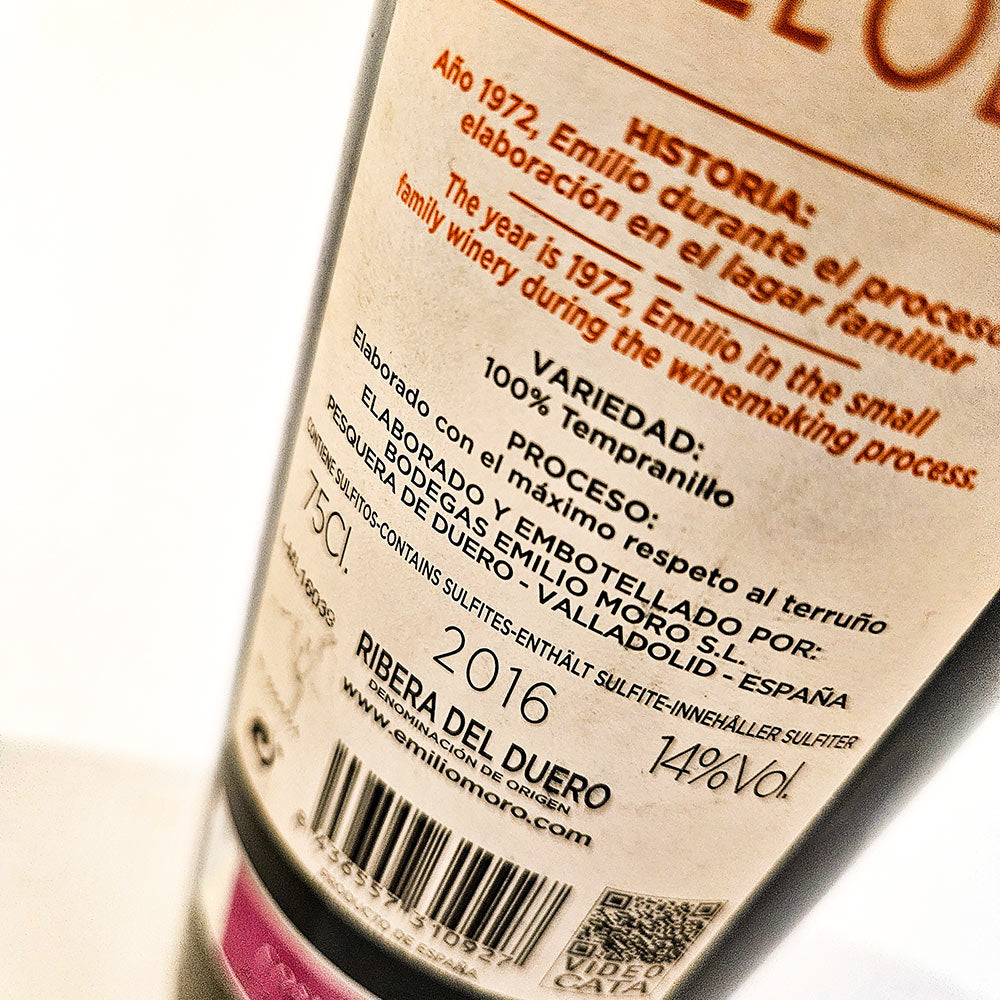 HISTORIA:
Año 1972, Emilio durante el proceso
elaboración en el lagar familiar
The year is 1972, Emilio in the small
family winery during the winemaking process.
VARIEDAD:
100% Tempranillo
PROCESO:
Elaborado con el máximo respeto al terruño
ELABORADO Y EMBOTELLADO POR:
BODEGAS EMILIO MORO S.L.
PESQUERA DE DUERO - VALLADOLID - ESPAÑA
CONTIENE SULFITOS-CONTAINS SULFITES-ENTHÄLT SULFITE-INNEHÅLLER SULFITER
75Cl.
14%Vol.
2016
RIBERA DEL DUERO
DENOMINACIÓN DE ORIGEN
www.emiliomoro.com
8 436557 310927
PRODUCTO DE ESPAÑA
VIDEO
CATA